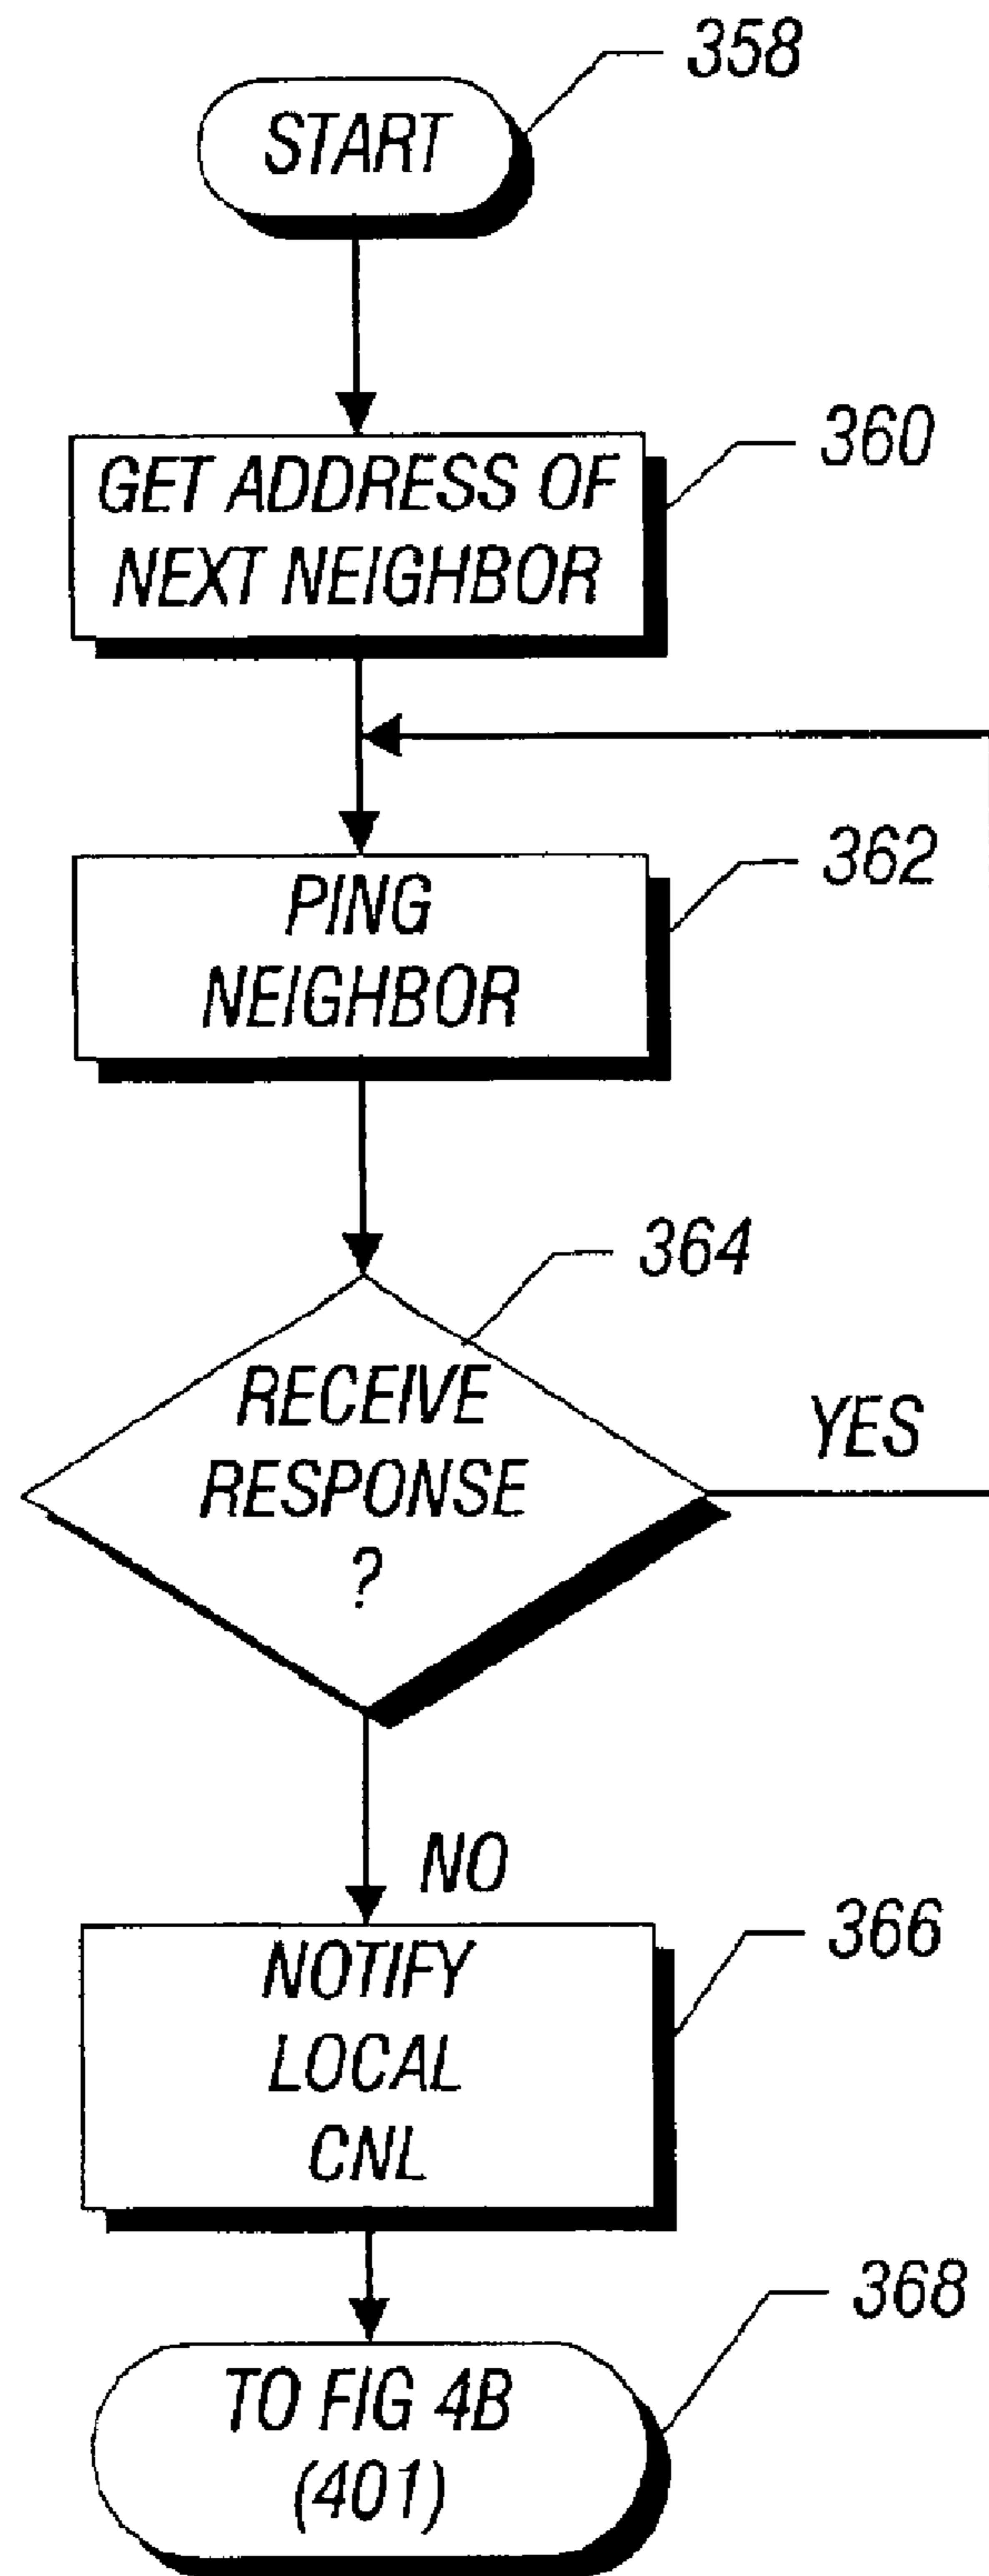 358
START
360
GET ADDRESS OF
NEXT NEIGHBOR
362
PING
NEIGHBOR
364
RECEIVE
RESPONSE
?
YES
NO
366
NOTIFY
LOCAL
CNL
368
TO FIG 4B
(401)